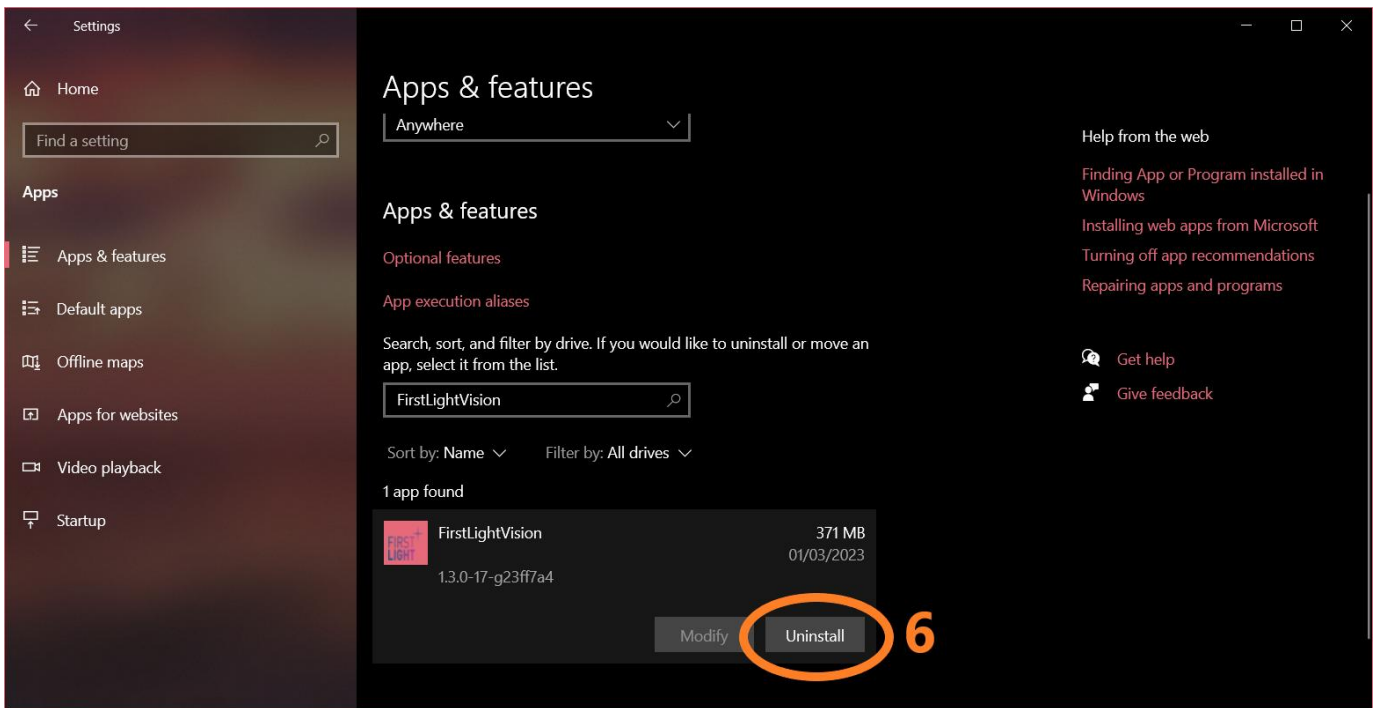 Settings
Home
Find a setting
Apps
Apps & features
Default apps
Offline maps
Apps for websites
Video playback
Startup
Apps & features
Anywhere
Apps & features
Optional features
App execution aliases
Search, sort, and filter by drive. If you would like to uninstall or move an
app, select it from the list.
FirstLightVision
Sort by: Name Filter by: All drives
1 app found
FIRST
LIGHT
FirstLightVision 371 MB
01/03/2023
1.3.0-17-g23ff7a4
Modify Uninstall 6
Help from the web
Finding App or Program installed in
Windows
Installing web apps from Microsoft
Turning off app recommendations
Repairing apps and programs
Get help
Give feedback